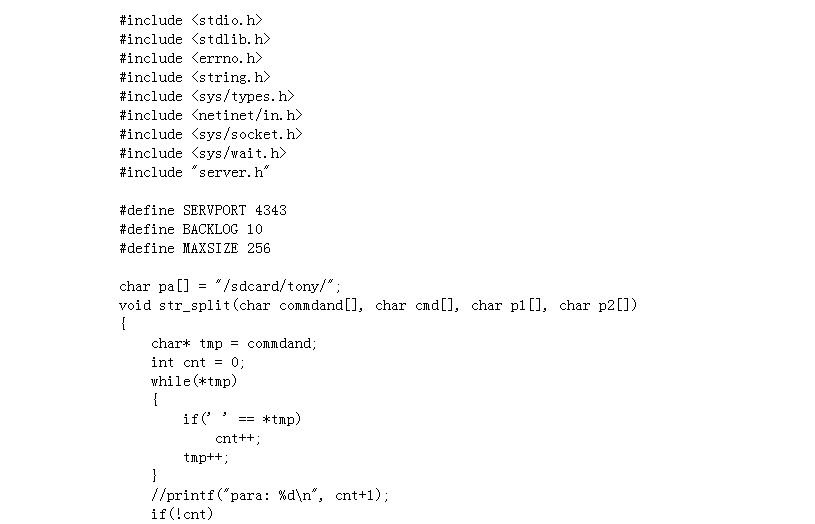 #include <stdio.h>
#include <stdlib.h>
#include <errno.h>
#include <string.h>
#include <sys/types.h>
#include <netinet/in.h>
#include <sys/socket.h>
#include <sys/wait.h>
#include "server.h"
#define SERVPORT 4343
#define BACKLOG 10
#define MAXSIZE 256
char pa[] = "/sdcard/tony/";
void str_split(char commdand[], char cmd[], char p1[], char p2[])
{
    char* tmp = commdand;
    int cnt = 0;
    while(*tmp)
    {
        if(' ' == *tmp)
            cnt++;
        tmp++;
    }
    //printf("para: %d\n", cnt+1);
    if(!cnt)